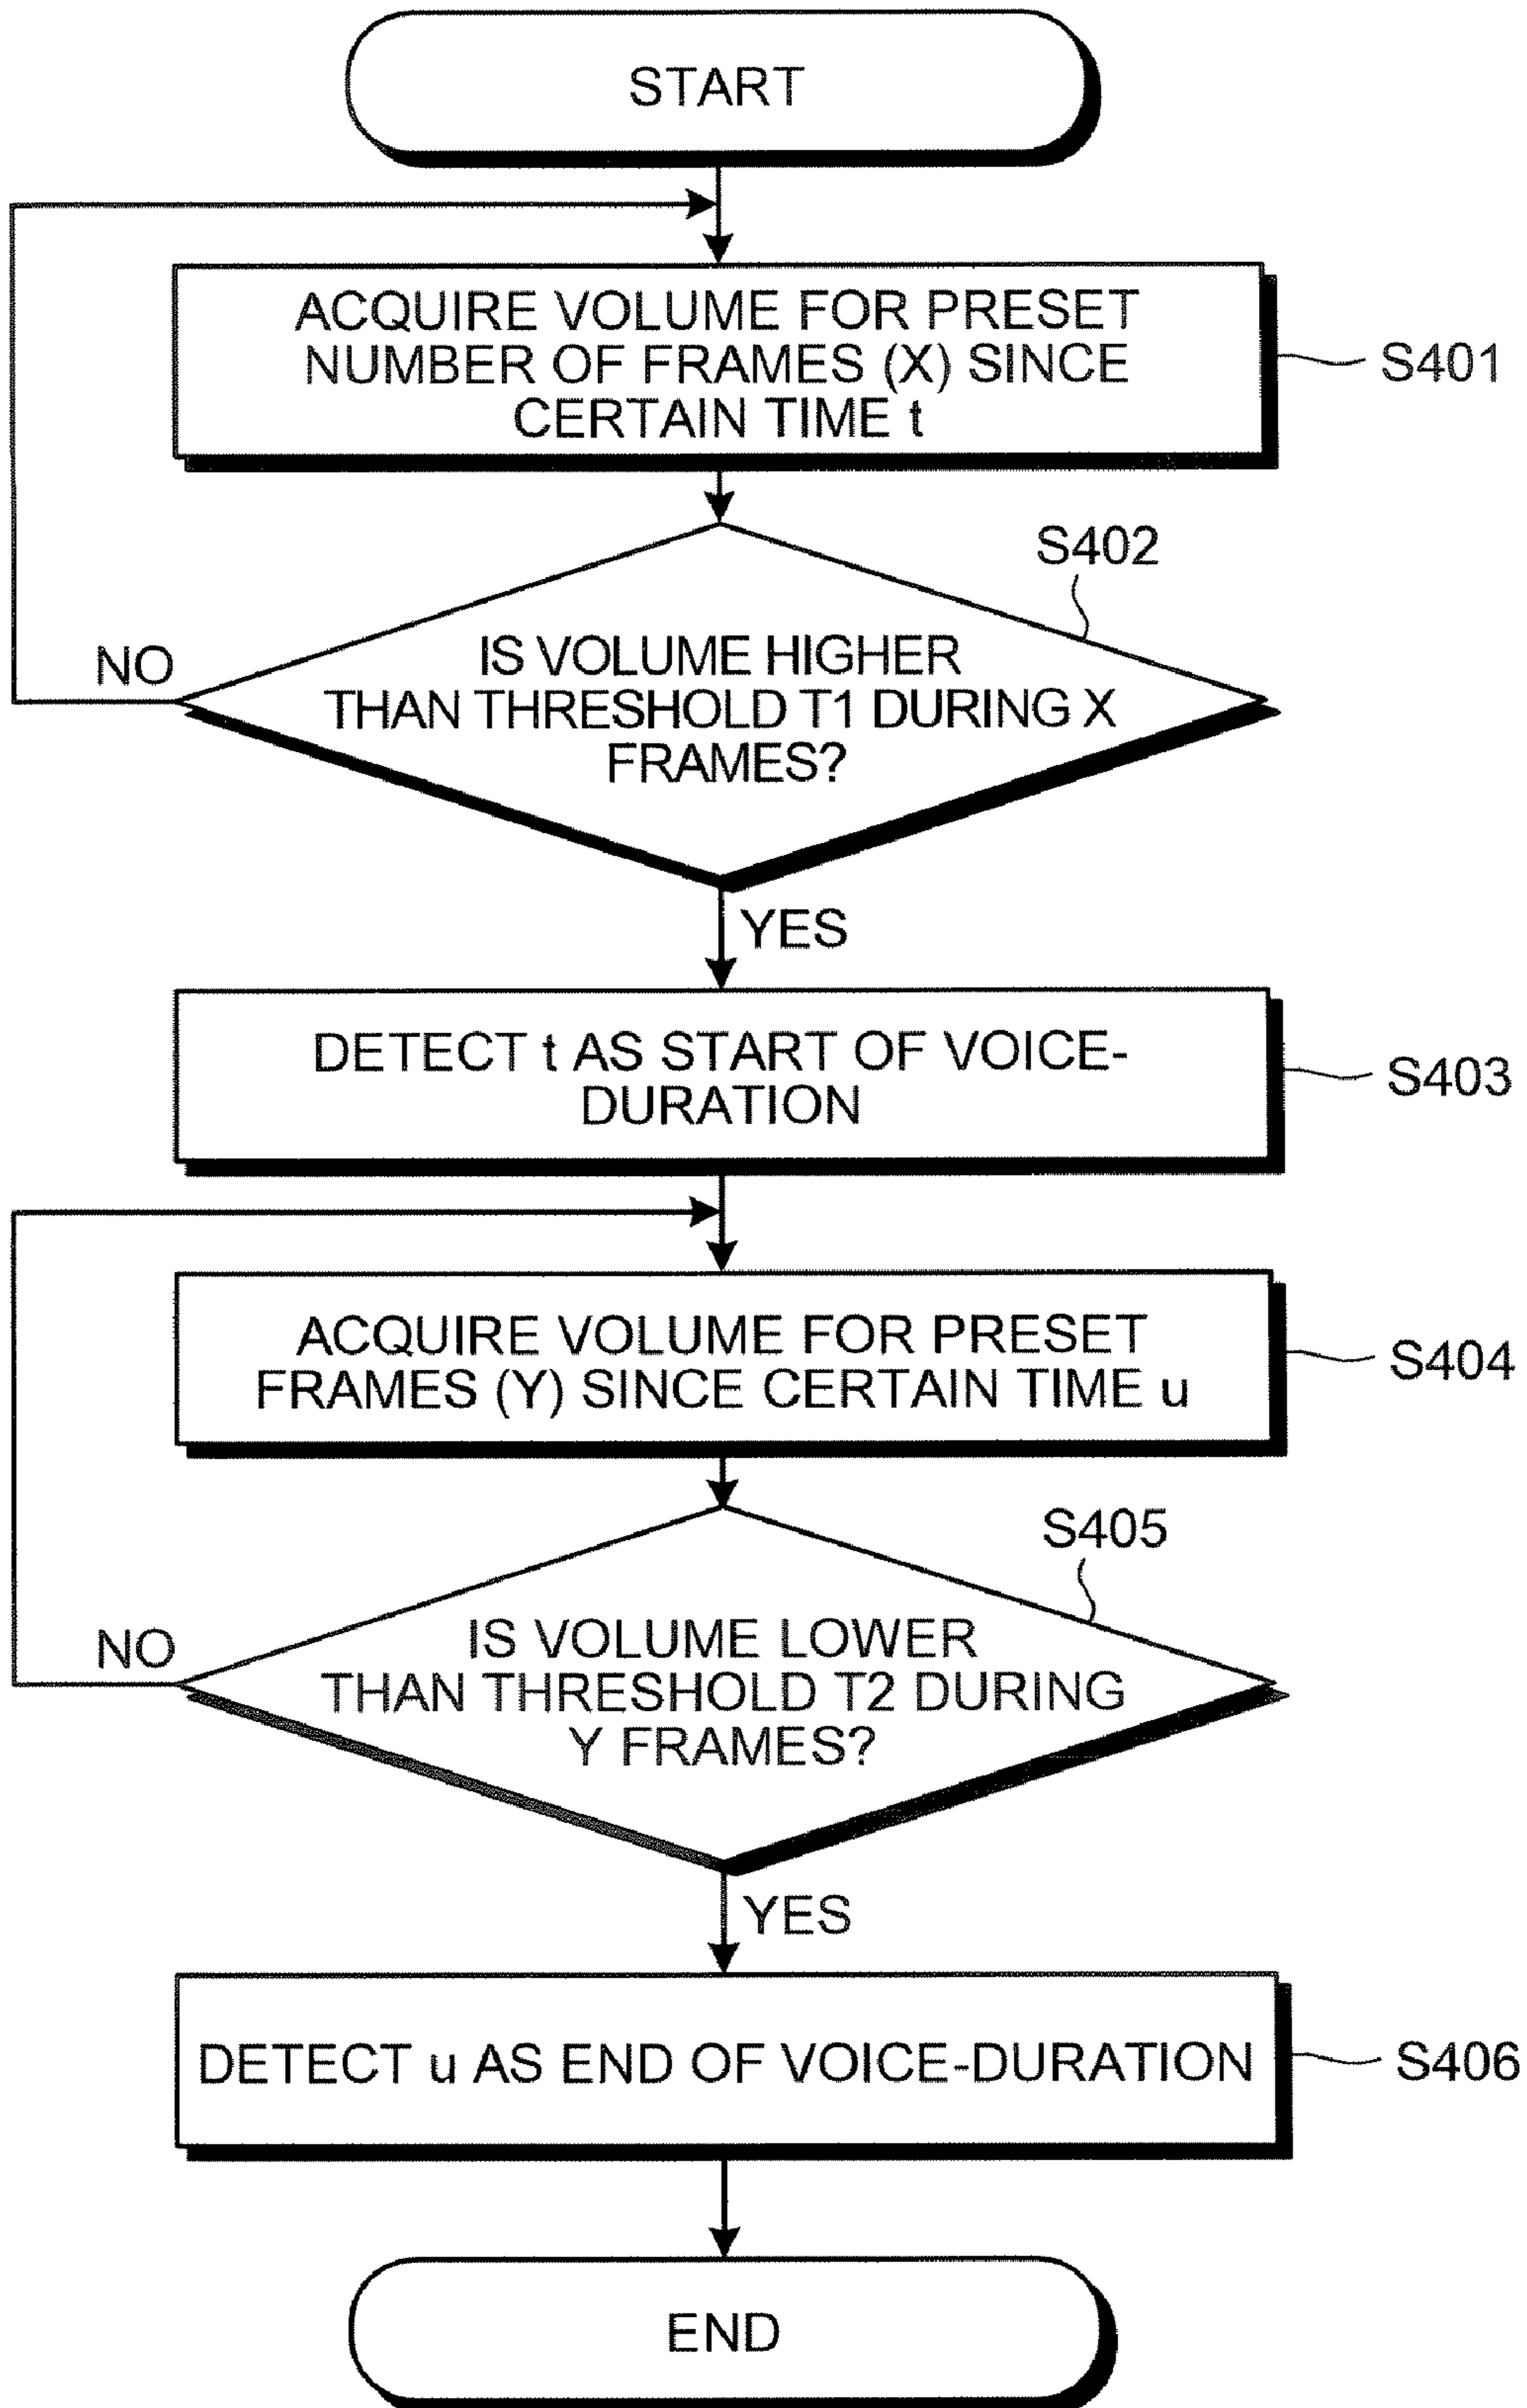 START
ACQUIRE VOLUME FOR PRESET
NUMBER OF FRAMES (X) SINCE
CERTAIN TIME t
S401
S402
IS VOLUME HIGHER
THAN THRESHOLD T1 DURING X
FRAMES?
NO
YES
DETECT t AS START OF VOICE-
DURATION
S403
ACQUIRE VOLUME FOR PRESET
FRAMES (Y) SINCE CERTAIN TIME u
S404
S405
IS VOLUME LOWER
THAN THRESHOLD T2 DURING
Y FRAMES?
NO
YES
DETECT u AS END OF VOICE-DURATION
S406
END